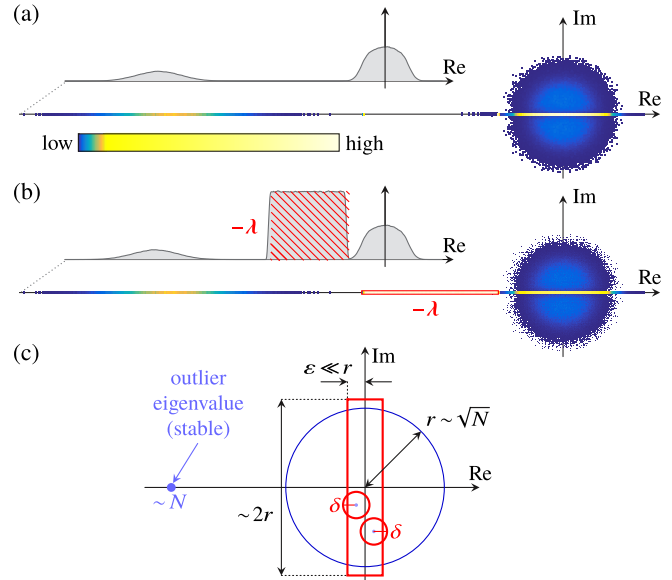 (a)
Im
Re
Re
low
high
(b)
Im
−λ
Re
Re
−λ
(c)
ε ≪ r
Im
outlier
eigenvalue
(stable)
r ~ √N
Re
~ N
~ 2r
δ
δ